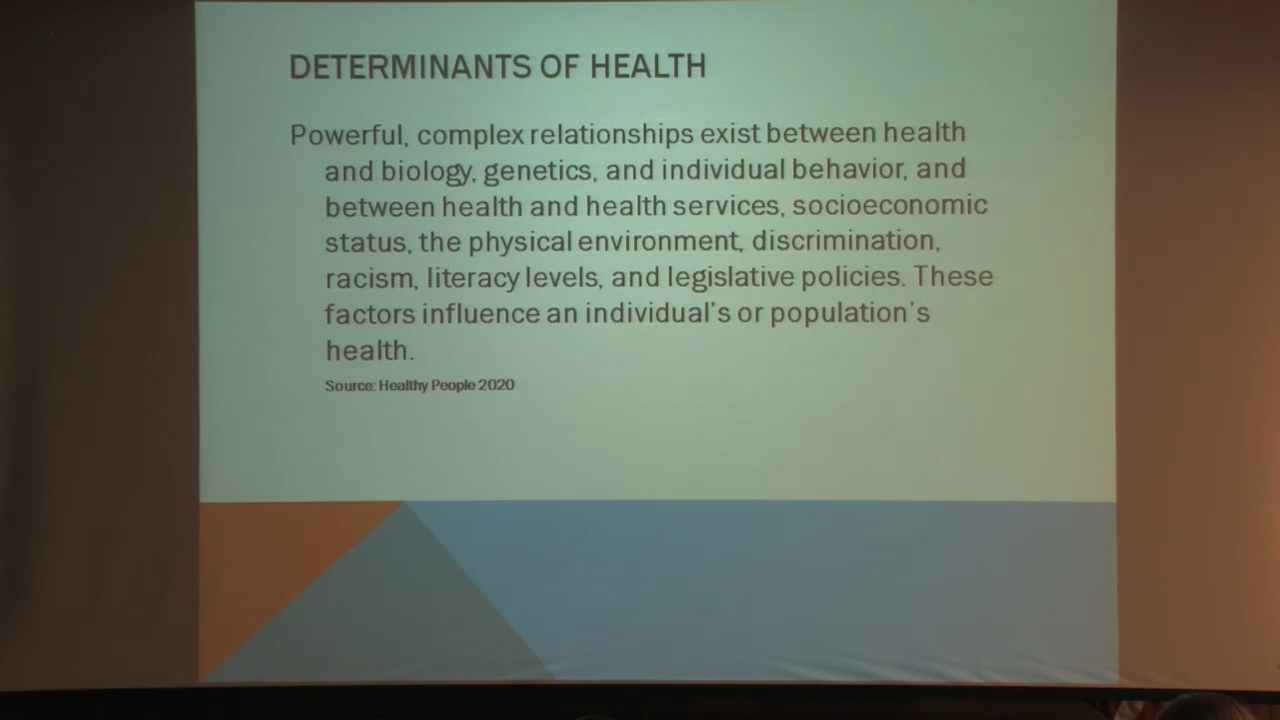 DETERMINANTS OF HEALTH
Powerful, complex relationships exist between health
and biology, genetics, and individual behavior, and
between health and health services, socioeconomic
status, the physical environment, discrimination,
racism, literacy levels, and legislative policies. These
factors influence an individual's or population's
health.
Source: Healthy People 2020